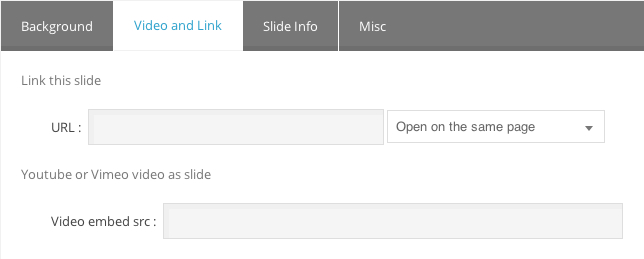 Background Video and Link Slide Info Misc
Link this slide
URL : Open on the same page
Youtube or Vimeo video as slide
Video embed src :